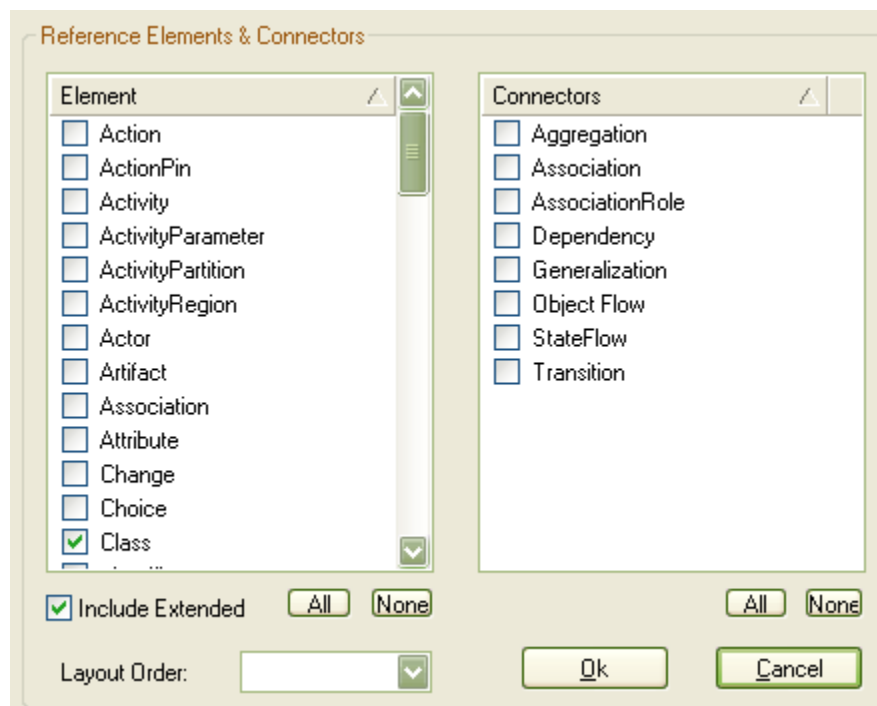 Reference Elements & Connectors
Element
Action
ActionPin
Activity
ActivityParameter
ActivityPartition
ActivityRegion
Actor
Artifact
Association
Attribute
Change
Choice
Class
Include Extended All None
Layout Order:
Connectors
Aggregation
Association
AssociationRole
Dependency
Generalization
Object Flow
StateFlow
Transition
All None
Ok Cancel